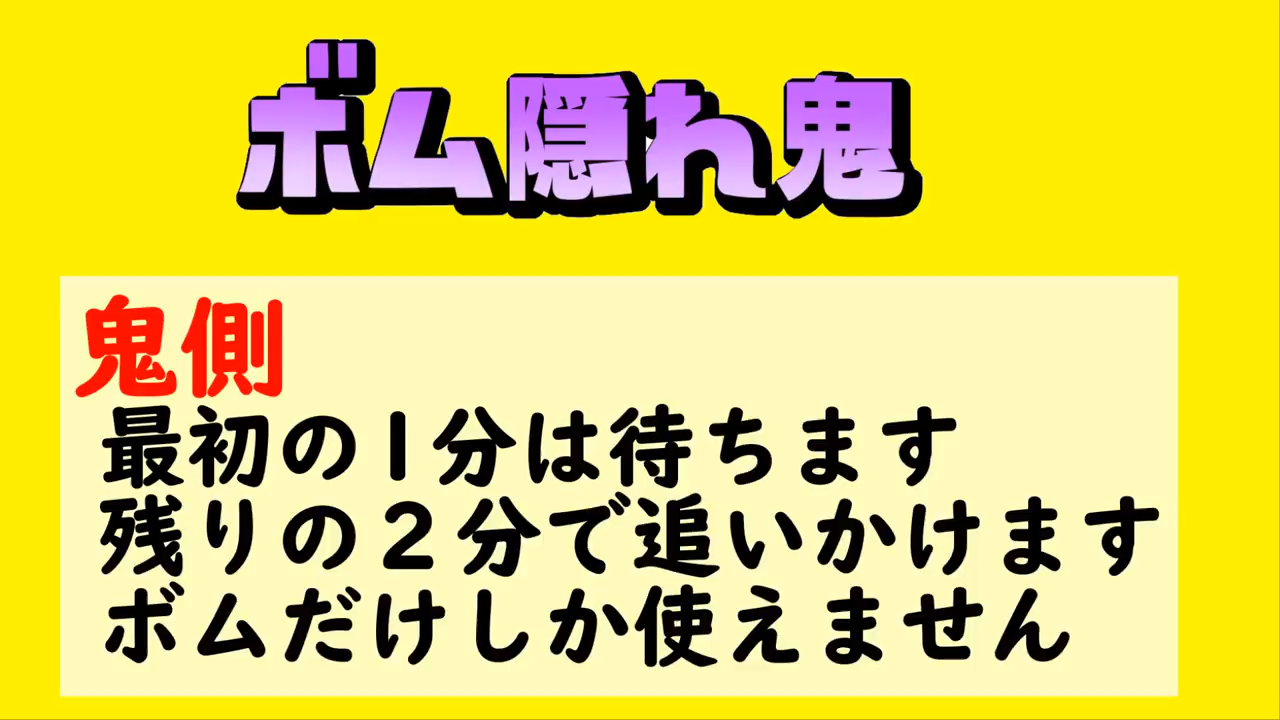 ボム隠れ鬼
鬼側
最初の1分は待ちます
残りの２分で追いかけます
ボムだけしか使えません